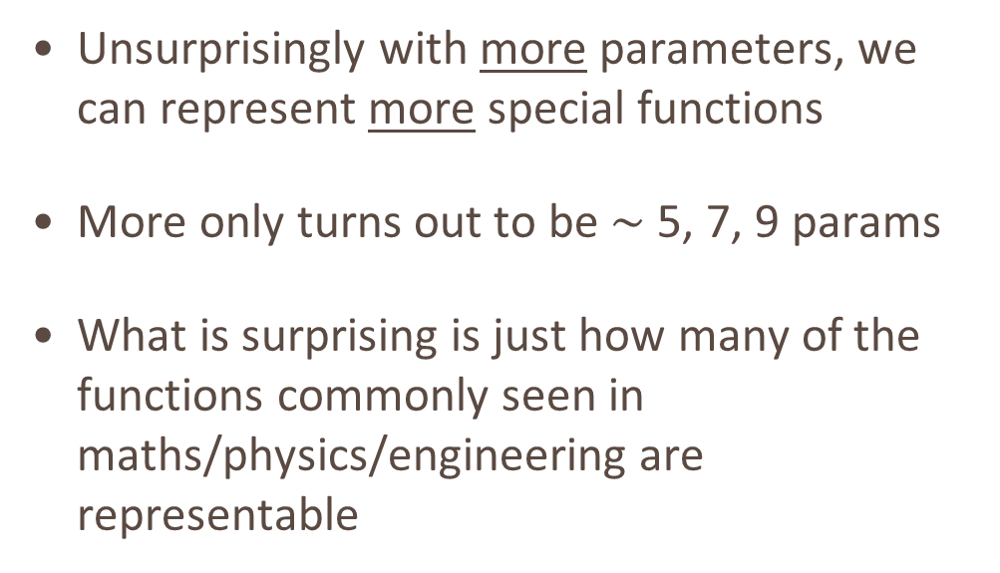 • Unsurprisingly with more parameters, we
can represent more special functions
• More only turns out to be ~ 5, 7, 9 params
• What is surprising is just how many of the
functions commonly seen in
maths/physics/engineering are
representable